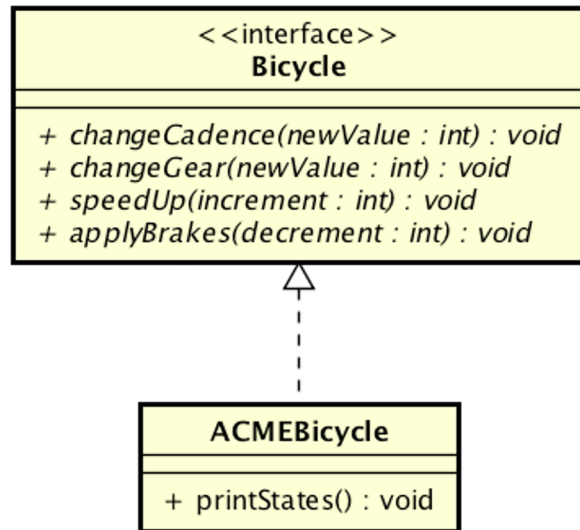 <<interface>>
Bicycle
+ changeCadence(newValue : int) : void
+ changeGear(newValue : int) : void
+ speedUp(increment : int) : void
+ applyBrakes(decrement : int) : void
ACMEBicycle
+ printStates() : void